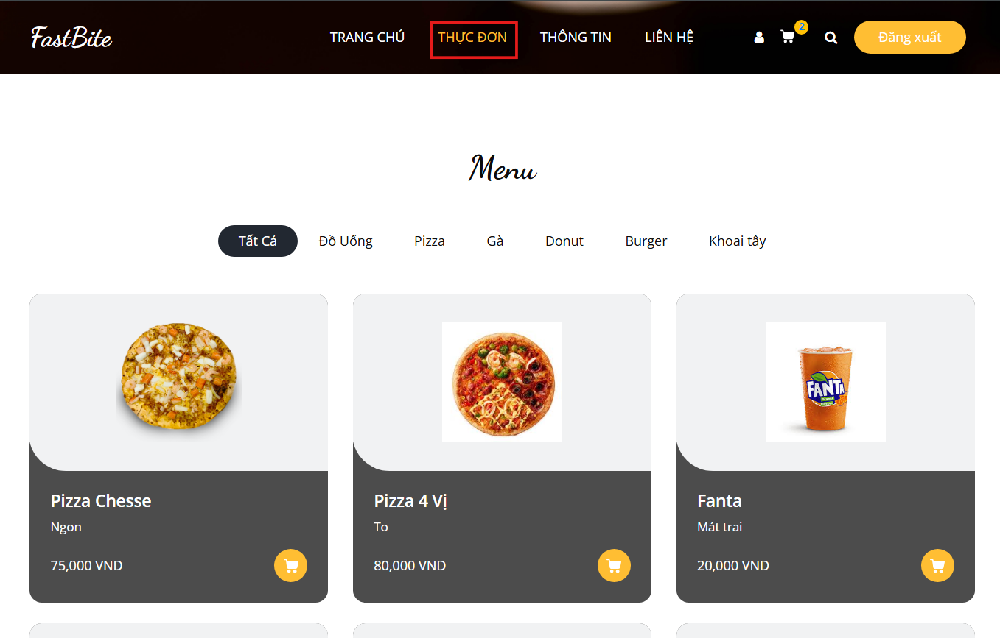 FastBite
TRANG CHỦ THỰC ĐƠN THÔNG TIN LIÊN HỆ 2 Đăng xuất
Menu
Tất Cả Đồ Uống Pizza Gà Donut Burger Khoai tây
FANTA
Pizza Chesse Pizza 4 Vị Fanta
Ngon To Mát trai
75,000 VND 80,000 VND 20,000 VND